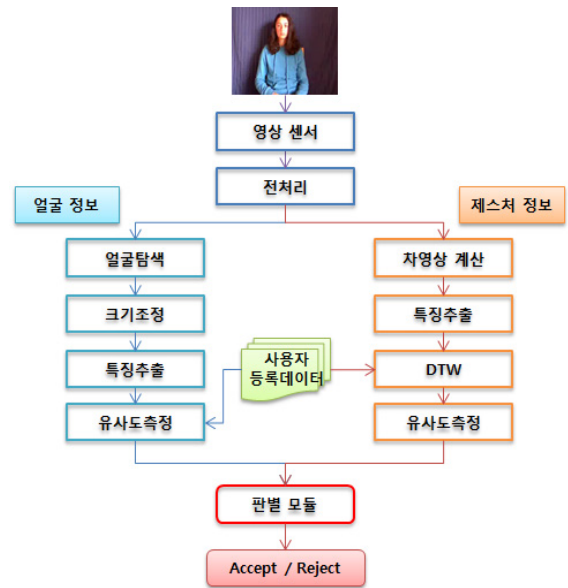 영상 센서
전처리
얼굴 정보
제스처 정보
얼굴탐색
크기조정
특징추출
유사도측정
사용자
등록데이터
차영상 계산
특징추출
DTW
유사도측정
판별 모듈
Accept / Reject